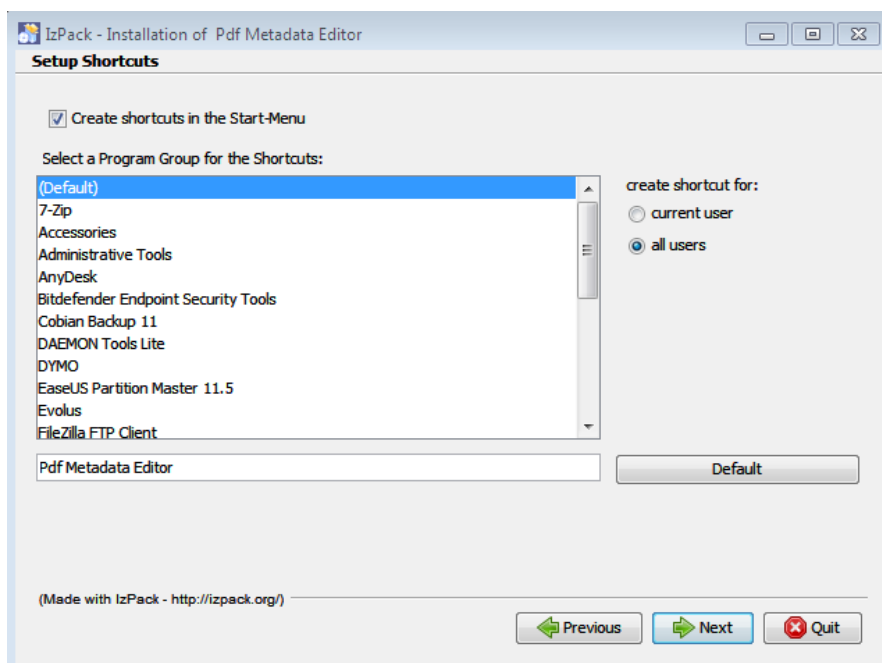 IzPack - Installation of Pdf Metadata Editor
Setup Shortcuts
Create shortcuts in the Start-Menu
Select a Program Group for the Shortcuts:
(Default)
7-Zip
Accessories
Administrative Tools
AnyDesk
Bitdefender Endpoint Security Tools
Cobian Backup 11
DAEMON Tools Lite
DYMO
EaseUS Partition Master 11.5
Evolus
FileZilla FTP Client
create shortcut for:
current user
all users
Pdf Metadata Editor
Default
(Made with IzPack - http://izpack.org/)
Previous
Next
Quit